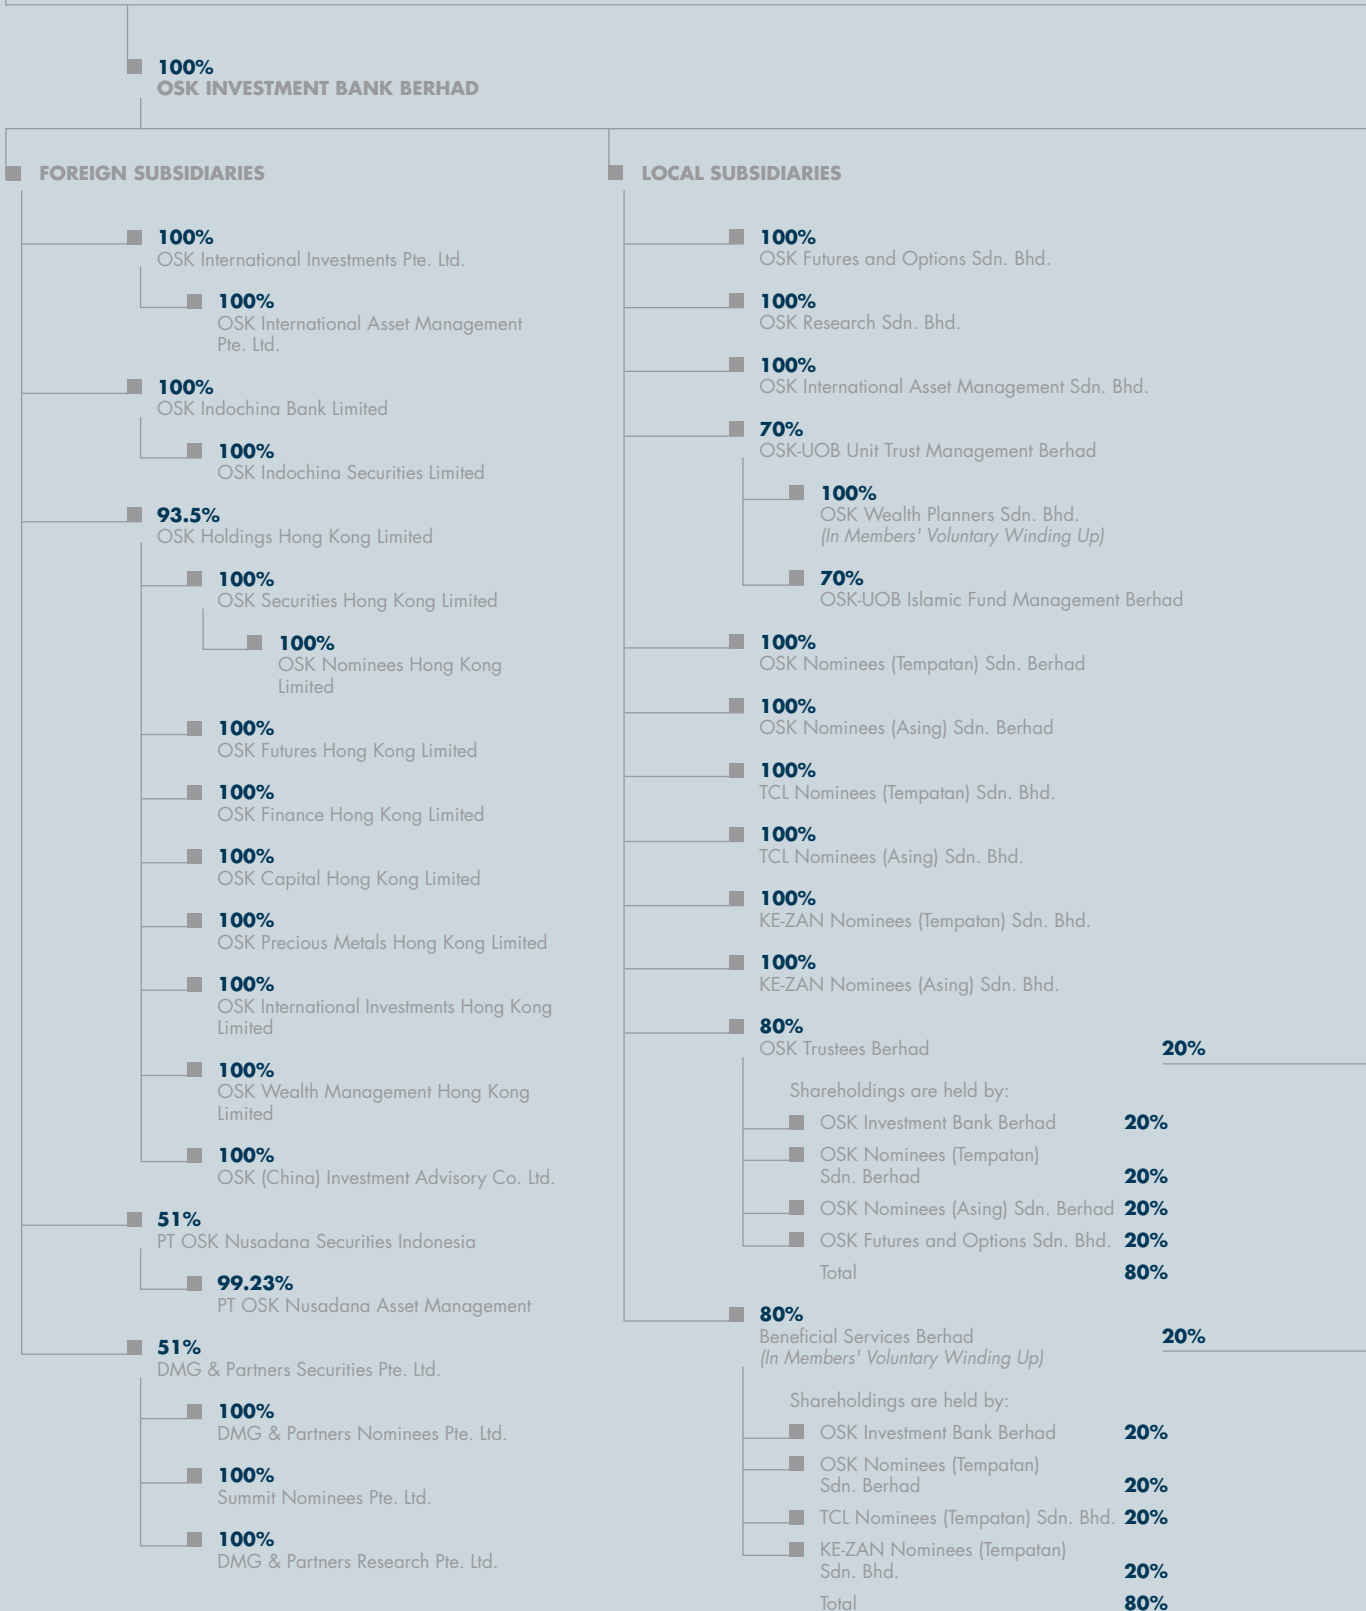 100%
OSK INVESTMENT BANK BERHAD
FOREIGN SUBSIDIARIES
100%
OSK International Investments Pte. Ltd.
100%
OSK International Asset Management
Pte. Ltd.
100%
OSK Indochina Bank Limited
100%
OSK Indochina Securities Limited
93.5%
OSK Holdings Hong Kong Limited
100%
OSK Securities Hong Kong Limited
100%
OSK Nominees Hong Kong
Limited
100%
OSK Futures Hong Kong Limited
100%
OSK Finance Hong Kong Limited
100%
OSK Capital Hong Kong Limited
100%
OSK Precious Metals Hong Kong Limited
100%
OSK International Investments Hong Kong
Limited
100%
OSK Wealth Management Hong Kong
Limited
100%
OSK (China) Investment Advisory Co. Ltd.
51%
PT OSK Nusadana Securities Indonesia
99.23%
PT OSK Nusadana Asset Management
51%
DMG & Partners Securities Pte. Ltd.
100%
DMG & Partners Nominees Pte. Ltd.
100%
Summit Nominees Pte. Ltd.
100%
DMG & Partners Research Pte. Ltd.
LOCAL SUBSIDIARIES
100%
OSK Futures and Options Sdn. Bhd.
100%
OSK Research Sdn. Bhd.
100%
OSK International Asset Management Sdn. Bhd.
70%
OSK-UOB Unit Trust Management Berhad
100%
OSK Wealth Planners Sdn. Bhd.
(In Members' Voluntary Winding Up)
70%
OSK-UOB Islamic Fund Management Berhad
100%
OSK Nominees (Tempatan) Sdn. Berhad
100%
OSK Nominees (Asing) Sdn. Berhad
100%
TCL Nominees (Tempatan) Sdn. Bhd.
100%
TCL Nominees (Asing) Sdn. Bhd.
100%
KE-ZAN Nominees (Tempatan) Sdn. Bhd.
100%
KE-ZAN Nominees (Asing) Sdn. Bhd.
80%
OSK Trustees Berhad 20%
Shareholdings are held by:
OSK Investment Bank Berhad 20%
OSK Nominees (Tempatan)
Sdn. Berhad 20%
OSK Nominees (Asing) Sdn. Berhad 20%
OSK Futures and Options Sdn. Bhd. 20%
Total 80%
80%
Beneficial Services Berhad 20%
(In Members' Voluntary Winding Up)
Shareholdings are held by:
OSK Investment Bank Berhad 20%
OSK Nominees (Tempatan)
Sdn. Berhad 20%
TCL Nominees (Tempatan) Sdn. Bhd. 20%
KE-ZAN Nominees (Tempatan)
Sdn. Bhd. 20%
Total 80%